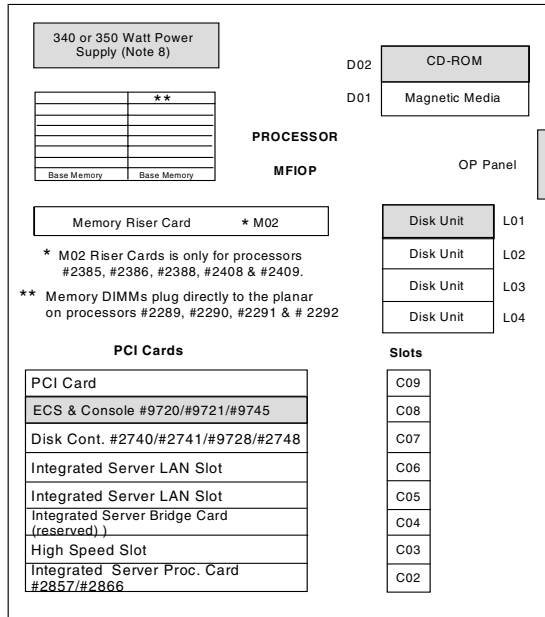 340 or 350 Watt Power
Supply (Note 8)
D02
CD-ROM
D01
Magnetic Media
**
Base Memory
Base Memory
PROCESSOR
MFIOP
OP Panel
Memory Riser Card * M02
* M02 Riser Cards is only for processors
#2385, #2386, #2388, #2408 & #2409.
** Memory DIMMs plug directly to the planar
on processors #2289, #2290, #2291 & # 2292
Disk Unit L01
Disk Unit L02
Disk Unit L03
Disk Unit L04
PCI Cards
Slots
PCI Card
C09
ECS & Console #9720/#9721/#9745
C08
Disk Cont. #2740/#2741/#9728/#2748
C07
Integrated Server LAN Slot
C06
Integrated Server LAN Slot
C05
Integrated Server Bridge Card
(reserved) )
C04
High Speed Slot
C03
Integrated Server Proc. Card
#2857/#2866
C02